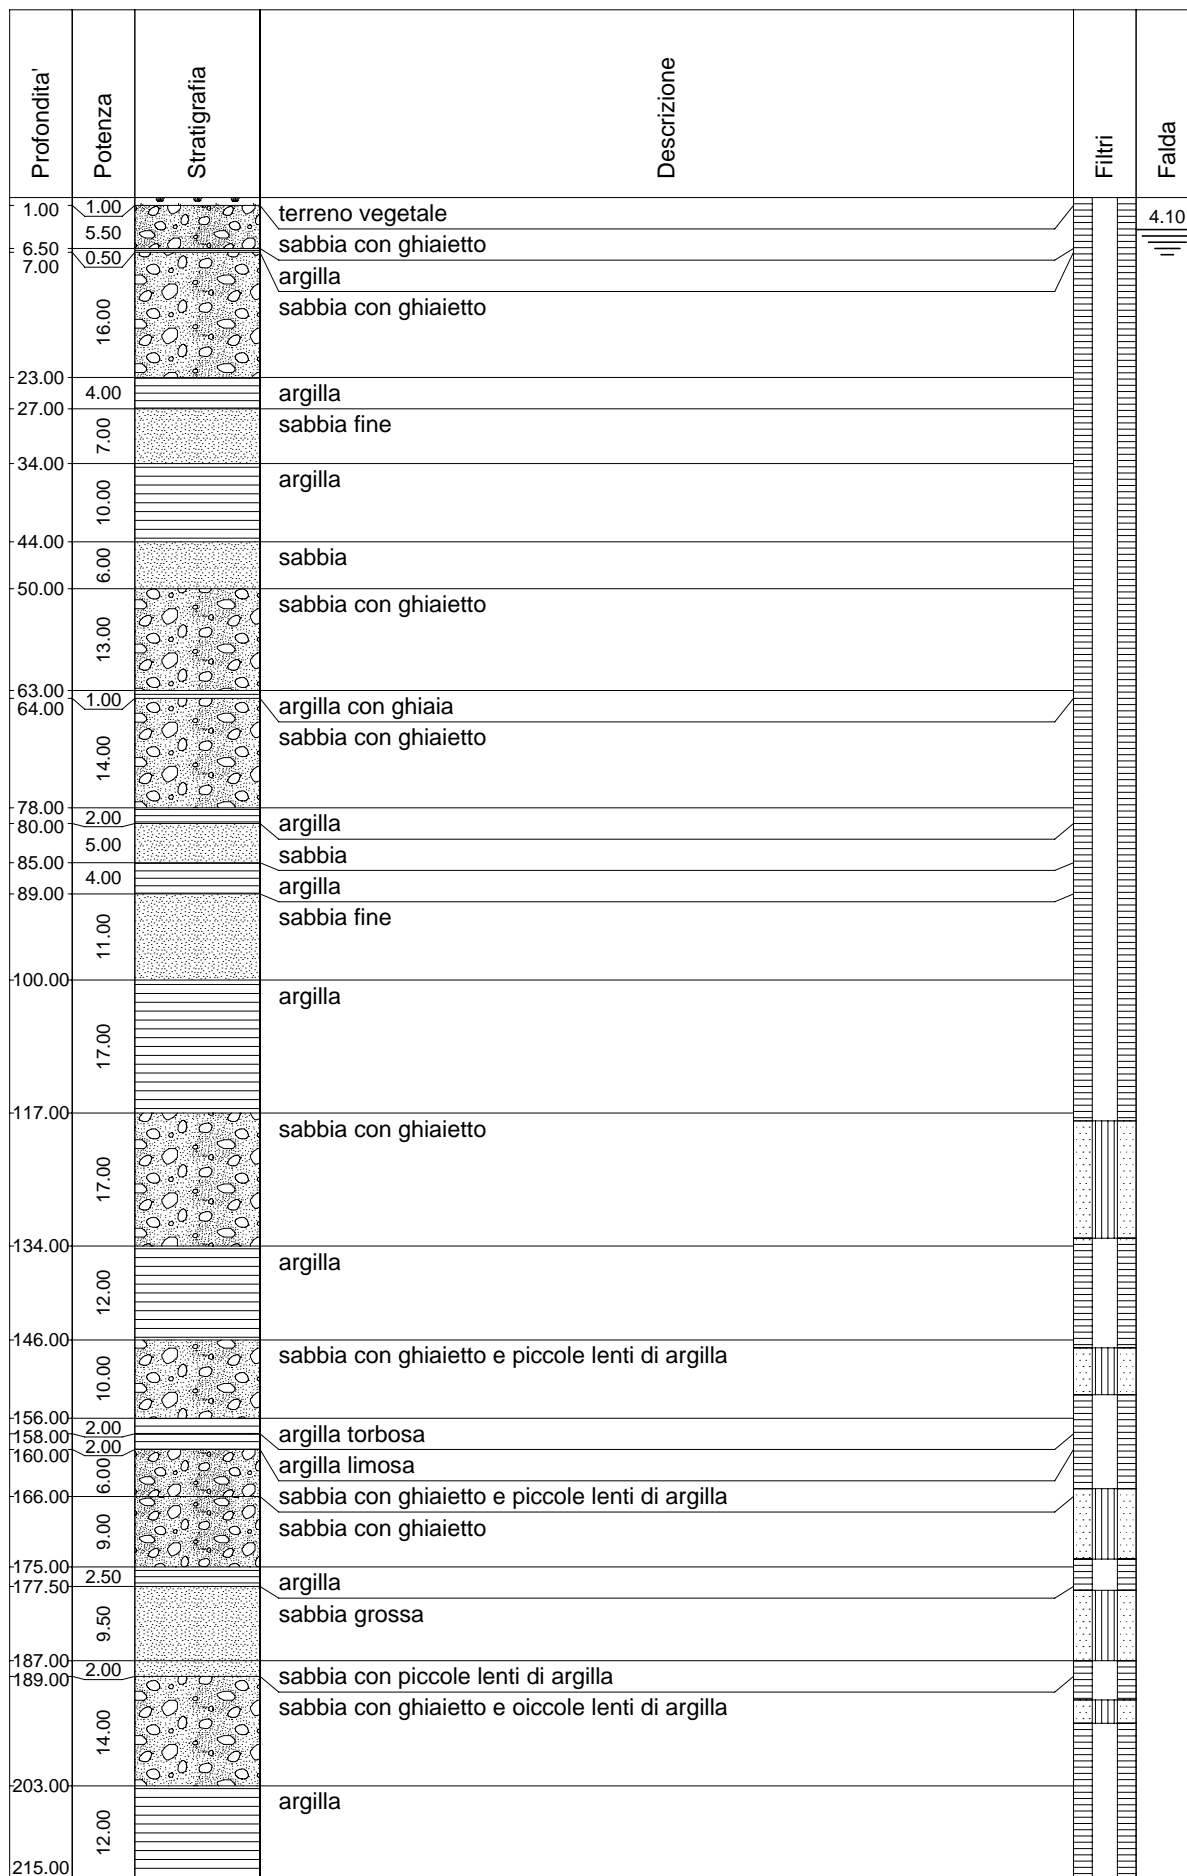 Profondita'
Potenza
Stratigrafia
Descrizione
Filtri
Falda
1.00 1.00 terreno vegetale 4.10
6.50 5.50 sabbia con ghiaietto
7.00 0.50 argilla
23.00 16.00 sabbia con ghiaietto
27.00 4.00 argilla
34.00 7.00 sabbia fine
44.00 10.00 argilla
50.00 6.00 sabbia
63.00 13.00 sabbia con ghiaietto
64.00 1.00 argilla con ghiaia
78.00 14.00 sabbia con ghiaietto
80.00 2.00 argilla
85.00 5.00 sabbia
89.00 4.00 argilla
100.00 11.00 sabbia fine
117.00 17.00 argilla
134.00 17.00 sabbia con ghiaietto
146.00 12.00 argilla
156.00 10.00 sabbia con ghiaietto e piccole lenti di argilla
158.00 2.00 argilla torbosa
160.00 2.00 argilla limosa
166.00 6.00 sabbia con ghiaietto e piccole lenti di argilla
175.00 9.00 sabbia con ghiaietto
177.50 2.50 argilla
187.00 9.50 sabbia grossa
189.00 2.00 sabbia con piccole lenti di argilla
203.00 14.00 sabbia con ghiaietto e oiccole lenti di argilla
215.00 12.00 argilla